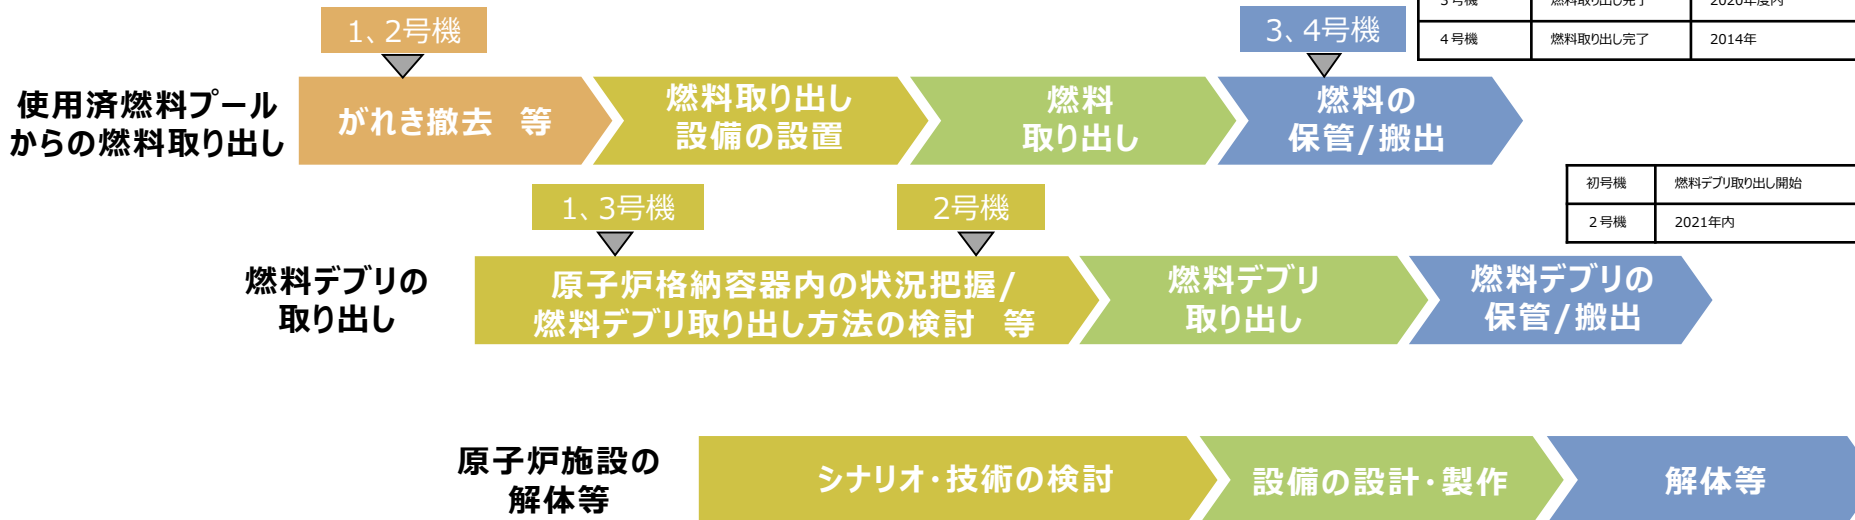 1、2号機
3、4号機
3号機 燃料取り出し完了 2020年度内
4号機 燃料取り出し完了 2014年
使用済燃料プール
からの燃料取り出し
がれき撤去 等
燃料取り出し
設備の設置
燃料
取り出し
燃料の
保管/搬出
初号機 燃料デブリ取り出し開始
2号機 2021年内
1、3号機
2号機
燃料デブリの
取り出し
原子炉格納容器内の状況把握/
燃料デブリ取り出し方法の検討 等
燃料デブリ
取り出し
燃料デブリの
保管/搬出
原子炉施設の
解体等
シナリオ・技術の検討
設備の設計・製作
解体等